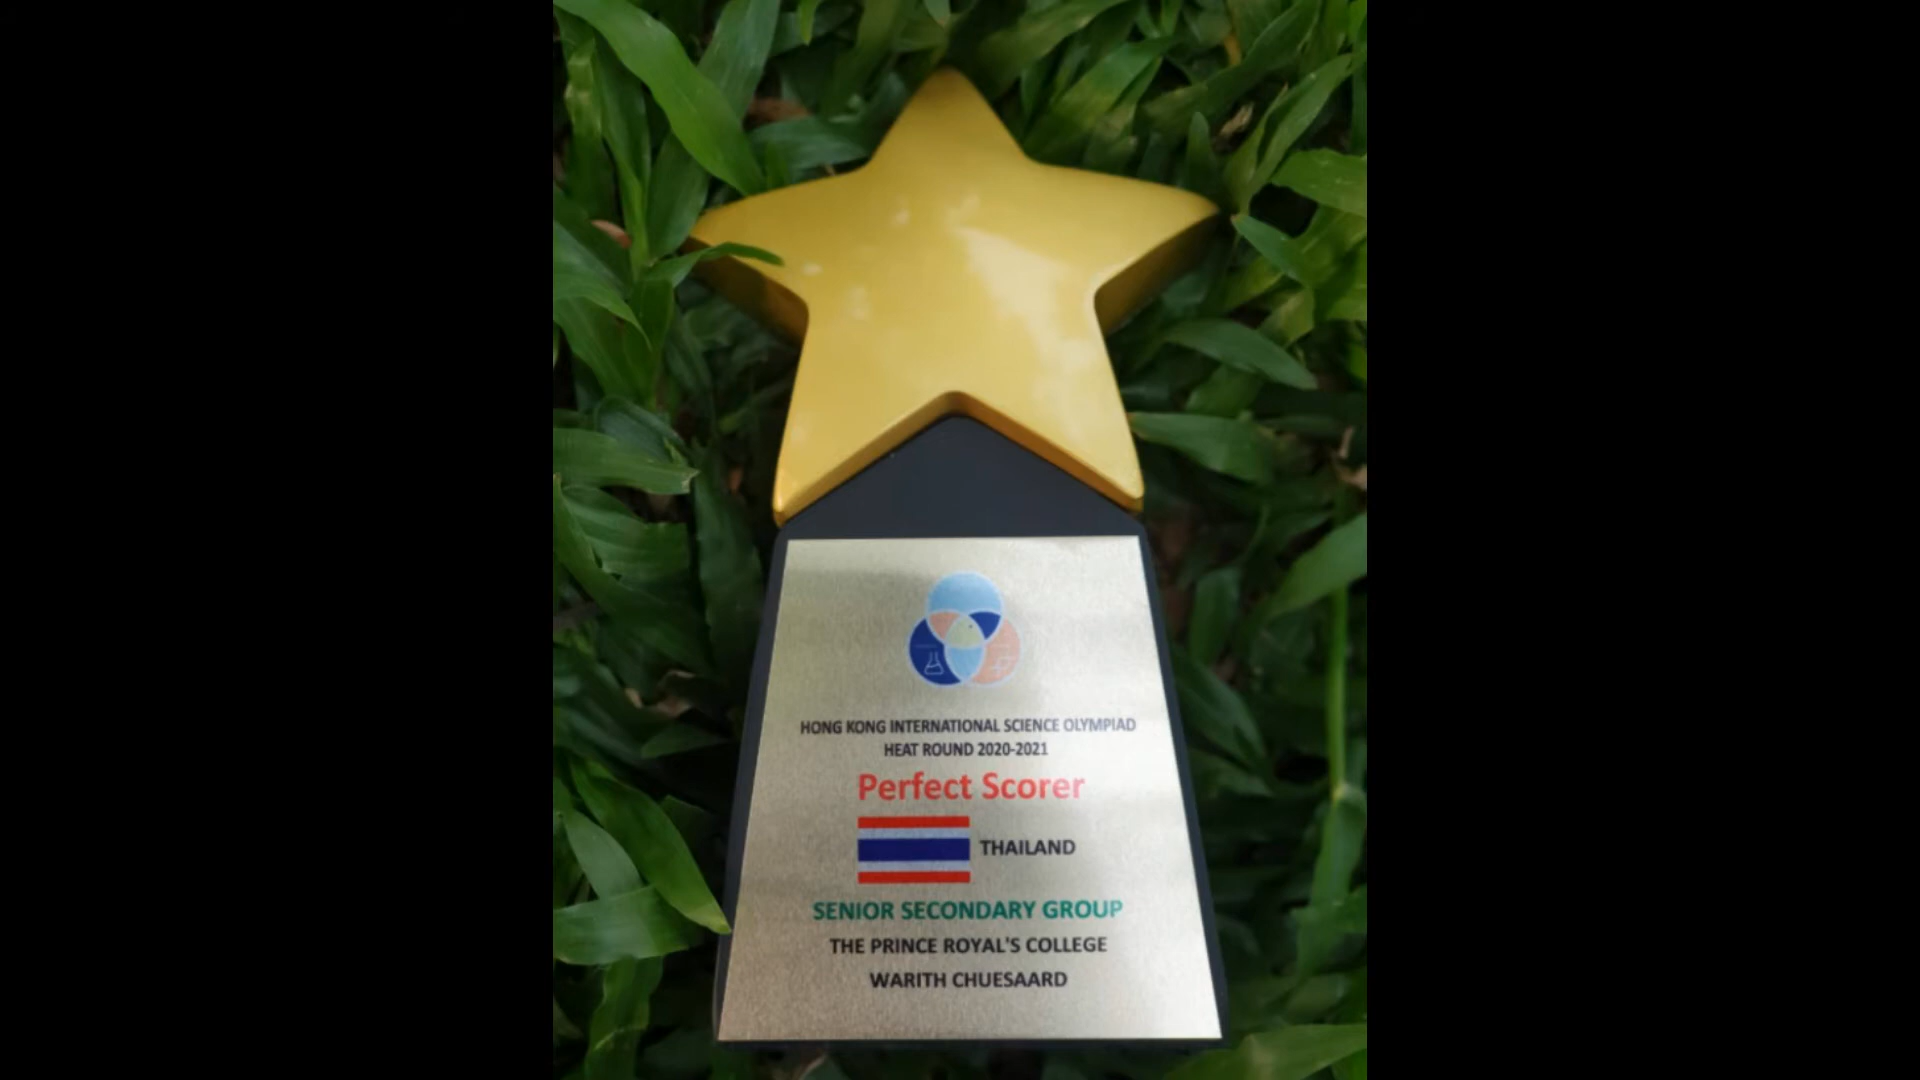 HONG KONG INTERNATIONAL SCIENCE OLYMPIAD
HEAT ROUND 2020-2021
Perfect Scorer
THAILAND
SENIOR SECONDARY GROUP
THE PRINCE ROYAL'S COLLEGE
WARITH CHUESAARD